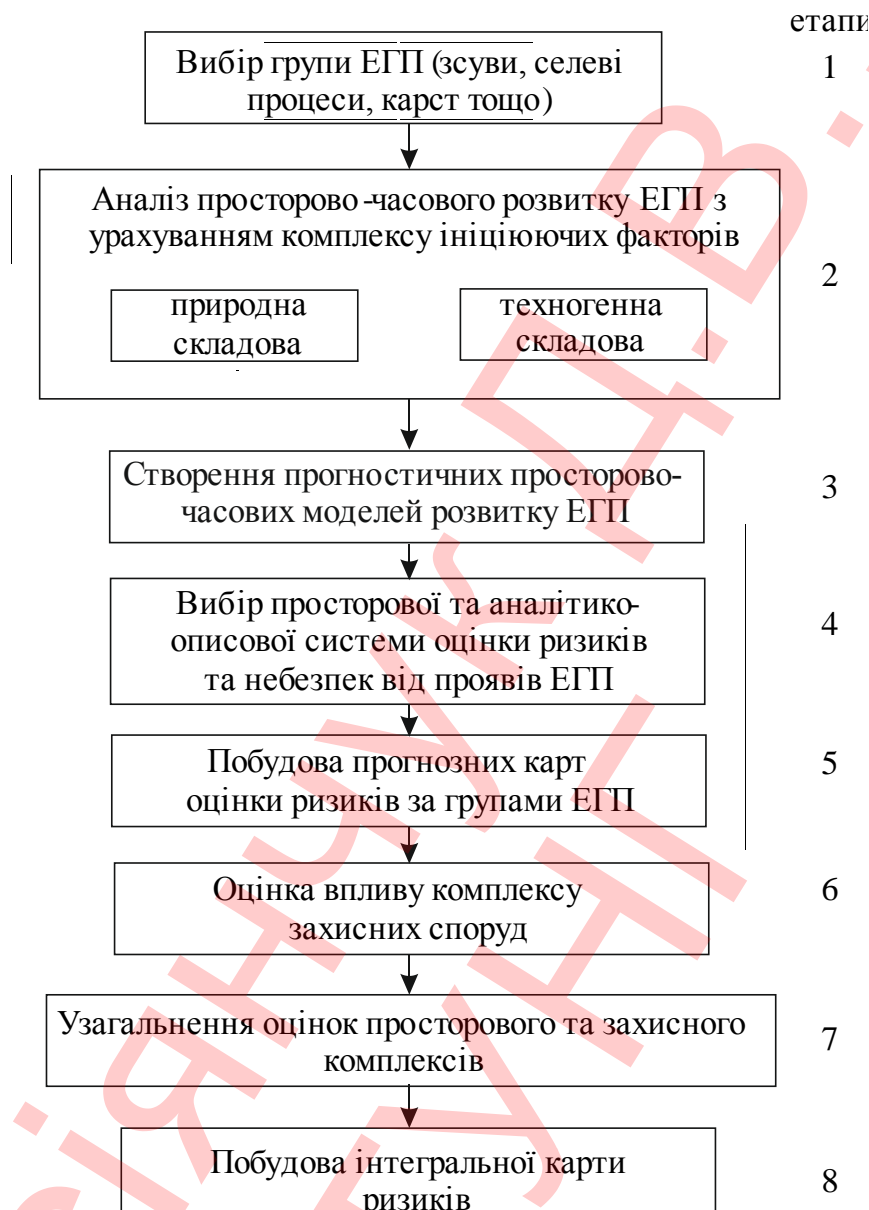 етапи
Вибір групи ЕГП (зсуви, селеві
процеси, карст тощо)
1
Аналіз просторово-часового розвитку ЕГП з
урахуванням комплексу ініціюючих факторів
природна
складова
техногенна
складова
2
Створення прогностичних просторово-
часових моделей розвитку ЕГП
3
Вибір просторової та аналітико-
описової системи оцінки ризиків
та небезпек від проявів ЕГП
4
Побудова прогнозних карт
оцінки ризиків за групами ЕГП
5
Оцінка впливу комплексу
захисних споруд
6
Узагальнення оцінок просторового та захисного
комплексів
7
Побудова інтегральної карти
ризиків
8
сіянчук Д.В.
ТУНГ